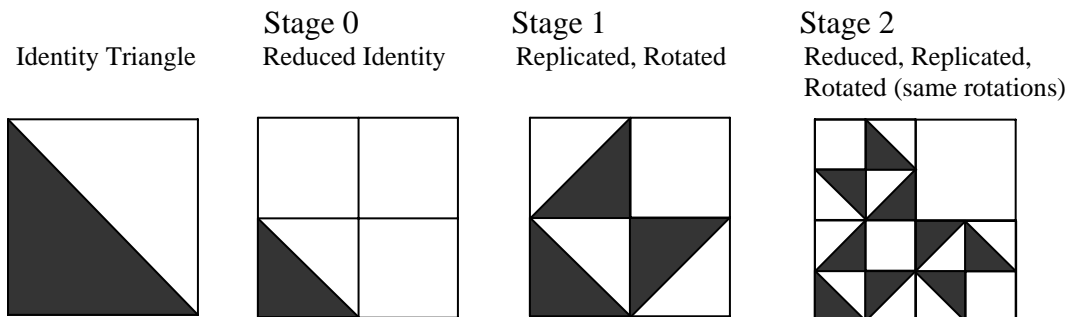 Stage 0
Stage 1
Stage 2
Identity Triangle
Reduced Identity
Replicated, Rotated
Reduced, Replicated,
Rotated (same rotations)